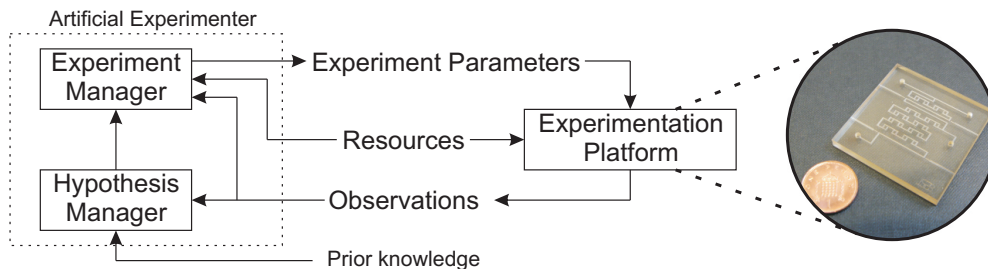 Artificial Experimenter
Experiment
Manager
Experiment Parameters
Resources
Experimentation
Platform
Hypothesis
Manager
Observations
Prior knowledge